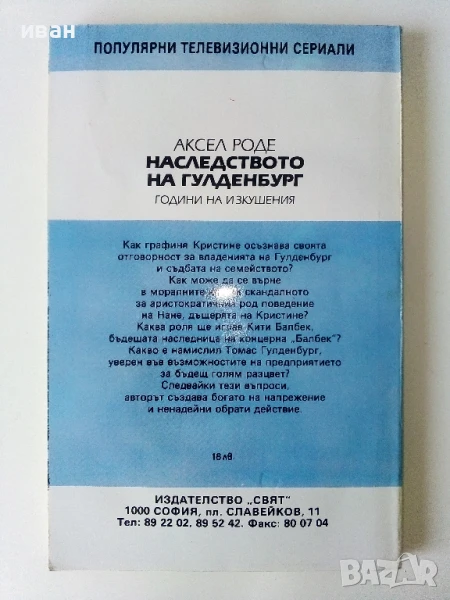 иван
ПОПУЛЯРНИ ТЕЛЕВИЗИОННИ СЕРИАЛИ
АКСЕЛ РОДЕ
НАСЛЕДСТВОТО
НА ГУЛДЕНБУРГ
ГОДИНИ НА ИЗКУШЕНИЯ
Как графиня Кристине осъзнава своята
отговорност за владенията на Гулденбург
и съдбата на семейството?
Как може да се върне
в моралните скандалното
за аристократичния род поведение
на Нане, дъщерята на Кристине?
Каква роля ще играе Кити Балбек,
бъдещата наследница на концерна „Балбек"?
Какво е намислил Томас Гулденбург,
уверен във възможностите на предприятието
за бъдещ голям разцвет?
Следвайки тези въпроси,
авторът създава богато на напрежение
и ненадейни обрати действие.
18 лв.
ИЗДАТЕЛСТВО „СВЯТ"
1000 СОФИЯ, пл. СЛАВЕЙКОВ, 11
Тел: 89 22 02, 89 52 42. Факс: 80 07 04
BAZAR